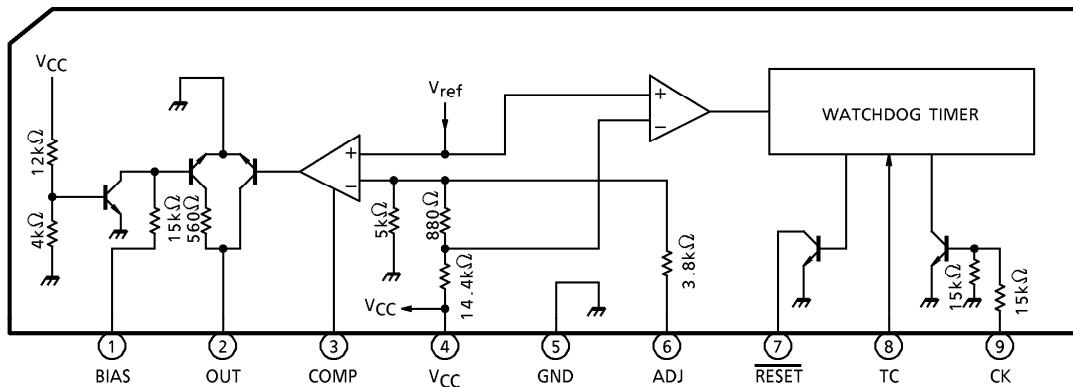 VCC
Vref
WATCHDOG TIMER
12kΩ
4kΩ
15kΩ
560Ω
5kΩ
880Ω
14.4kΩ
3.8kΩ
15kΩ
15kΩ
+
−
+
−
VCC
1
2
3
4
5
6
7
8
9
BIAS
OUT
COMP
VCC
GND
ADJ
RESET
TC
CK